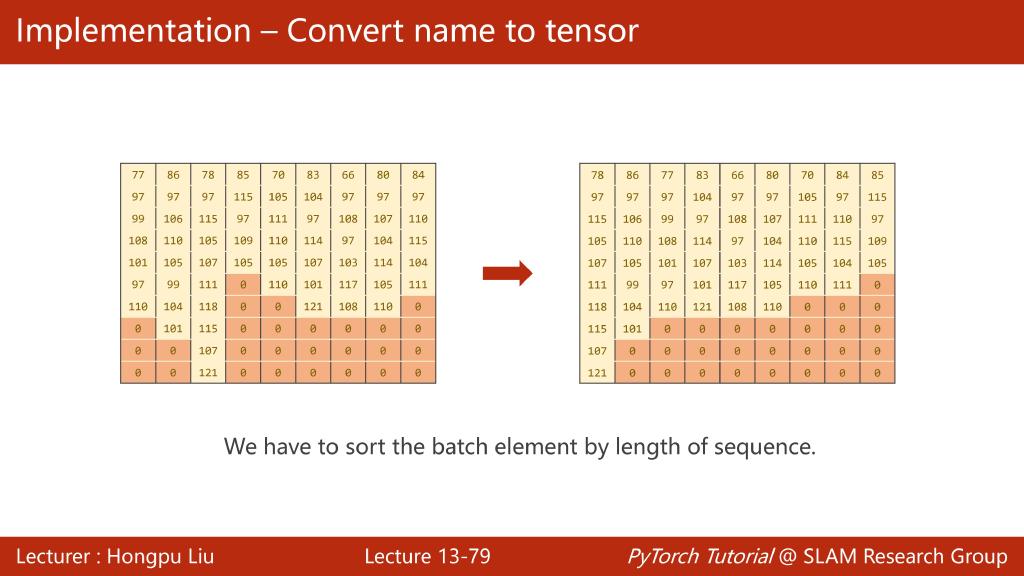 Implementation – Convert name to tensor
77 86 78 85 70 83 66 80 84
97 97 97 115 105 104 97 97 97
99 106 115 97 111 97 108 107 110
108 110 105 109 110 114 97 104 115
101 105 107 105 105 107 103 114 104
97 99 111 0 110 101 117 105 111
110 104 118 0 0 121 108 110 0
0 101 115 0 0 0 0 0 0
0 0 107 0 0 0 0 0 0
0 0 121 0 0 0 0 0 0
78 86 77 83 66 80 70 84 85
97 97 97 104 97 97 105 97 115
115 106 99 97 108 107 111 110 97
105 110 108 114 97 104 110 115 109
107 105 101 107 103 114 105 104 105
111 99 97 101 117 105 110 111 0
118 104 110 121 108 110 0 0 0
115 101 0 0 0 0 0 0 0
107 0 0 0 0 0 0 0 0
121 0 0 0 0 0 0 0 0
We have to sort the batch element by length of sequence.
Lecturer : Hongpu Liu Lecture 13-79 PyTorch Tutorial @ SLAM Research Group